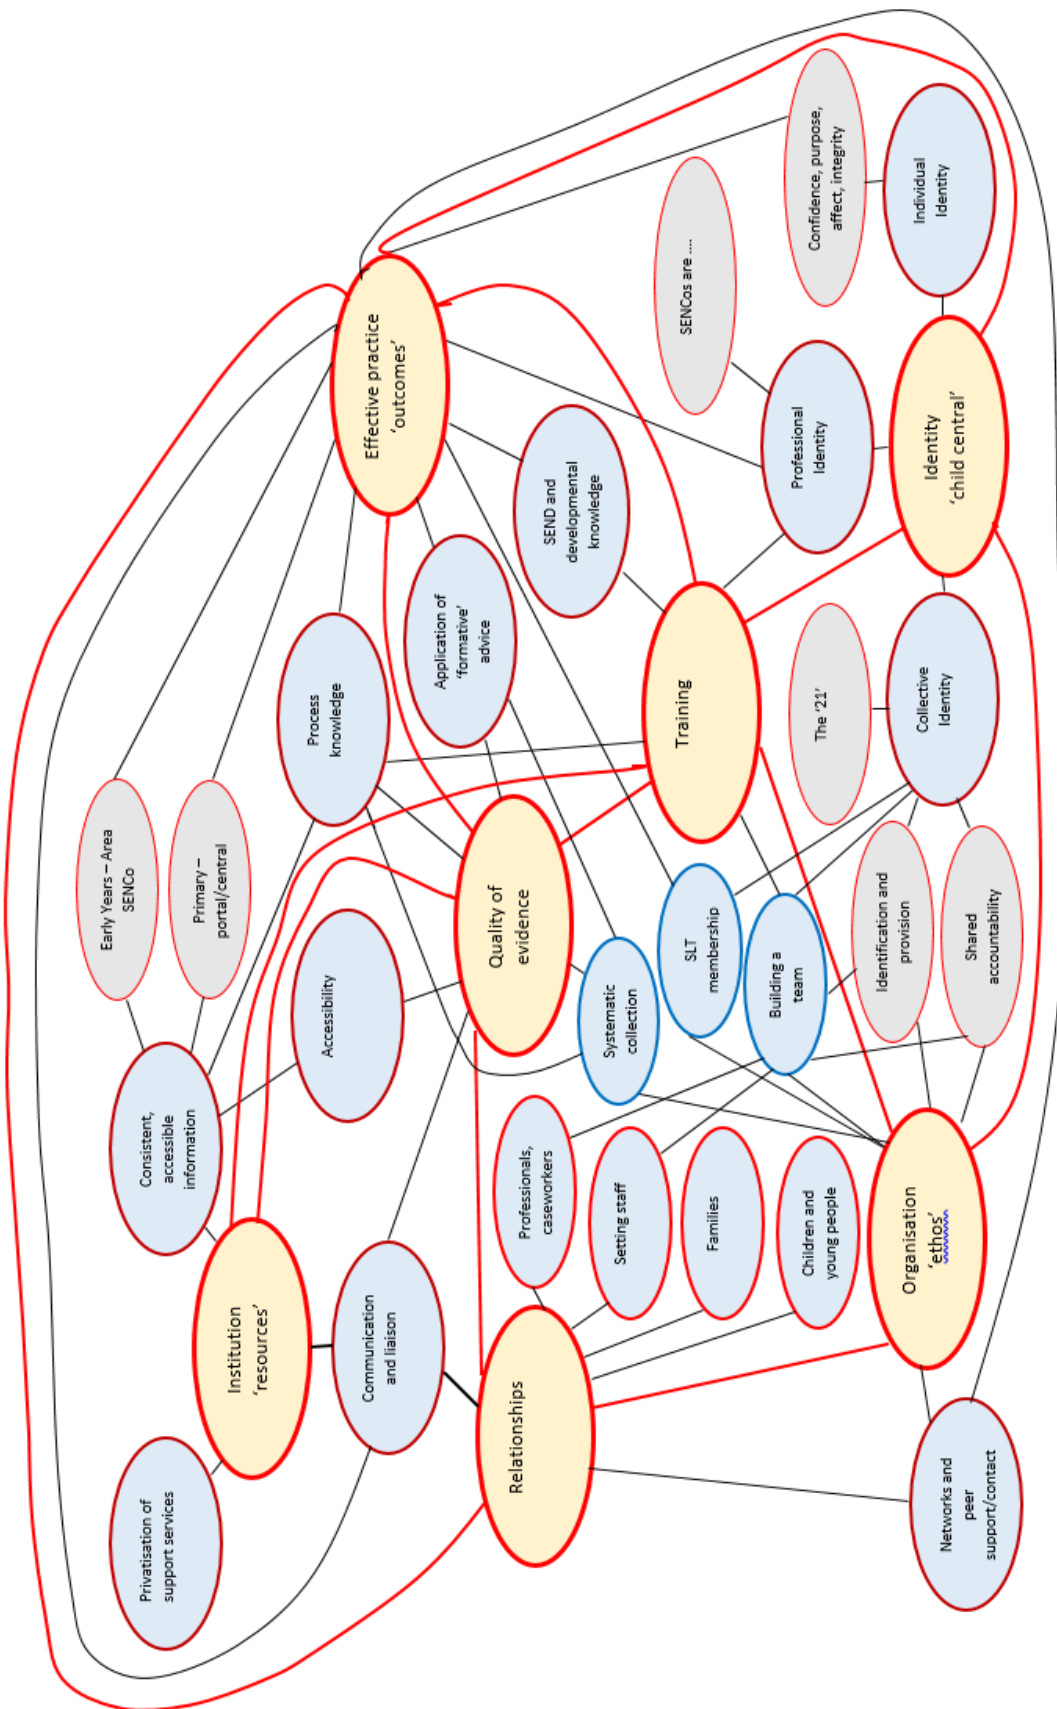 Privatisation of
support services
Consistent,
accessible
information
Early Years – Area
SENCo
Primary –
portal/central
Institution
‘resources’
Accessibility
Process
knowledge
Effective practice
‘outcomes’
Communication
and liaison
Application of
‘formative’
advice
Relationships
Professionals,
caseworkers
Quality of
evidence
SEND and
developmental
knowledge
Setting staff
Systematic
collection
SLT
membership
Training
SENCos are ....
Families
Building a
team
Children and
young people
The ‘21’
Professional
Identity
Confidence, purpose,
affect, integrity
Identification and
provision
Organisation
‘ethos’
Shared
accountability
Collective
Identity
Identity
‘child central’
Individual
Identity
Networks and
peer
support/contact